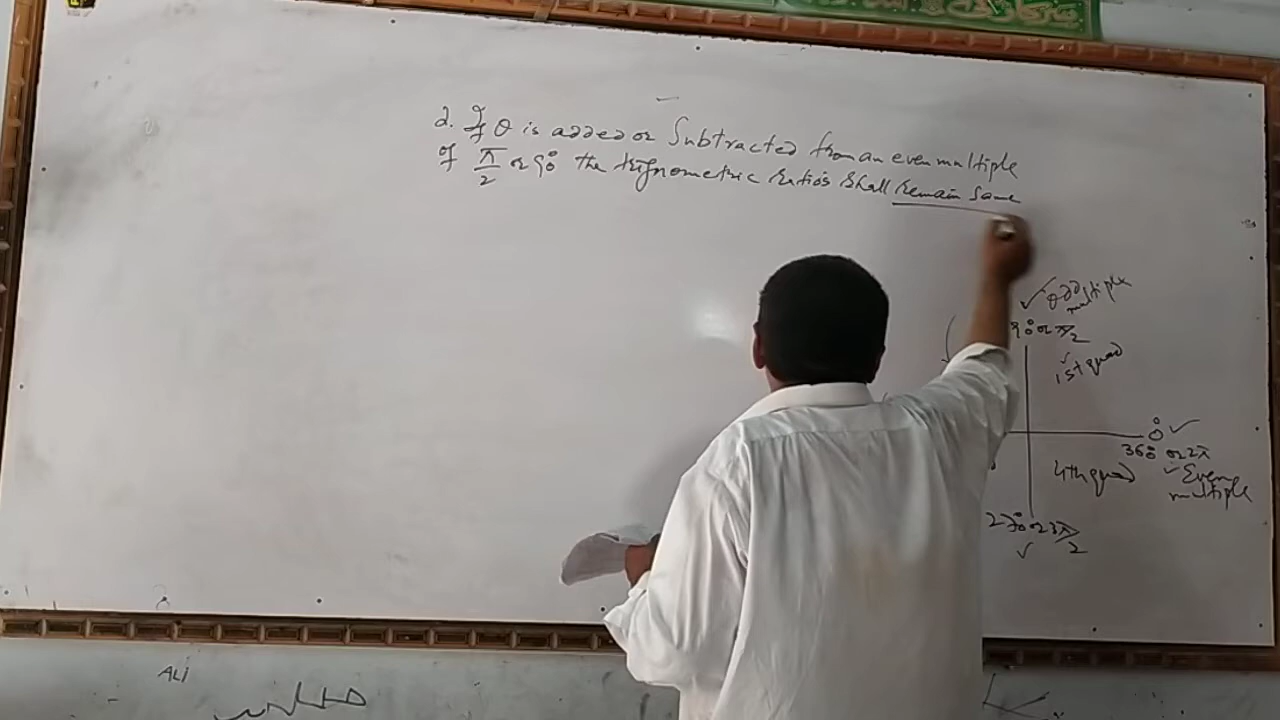 2. If θ is added or Subtracted from an even multiple
of π/2 or 90° the trignometric ratios shall remain same
odd
multiple
90° or π/2
1st quad
0°
360° or 2π
Even
multiple
4th quad
270° or 3π/2
ALI